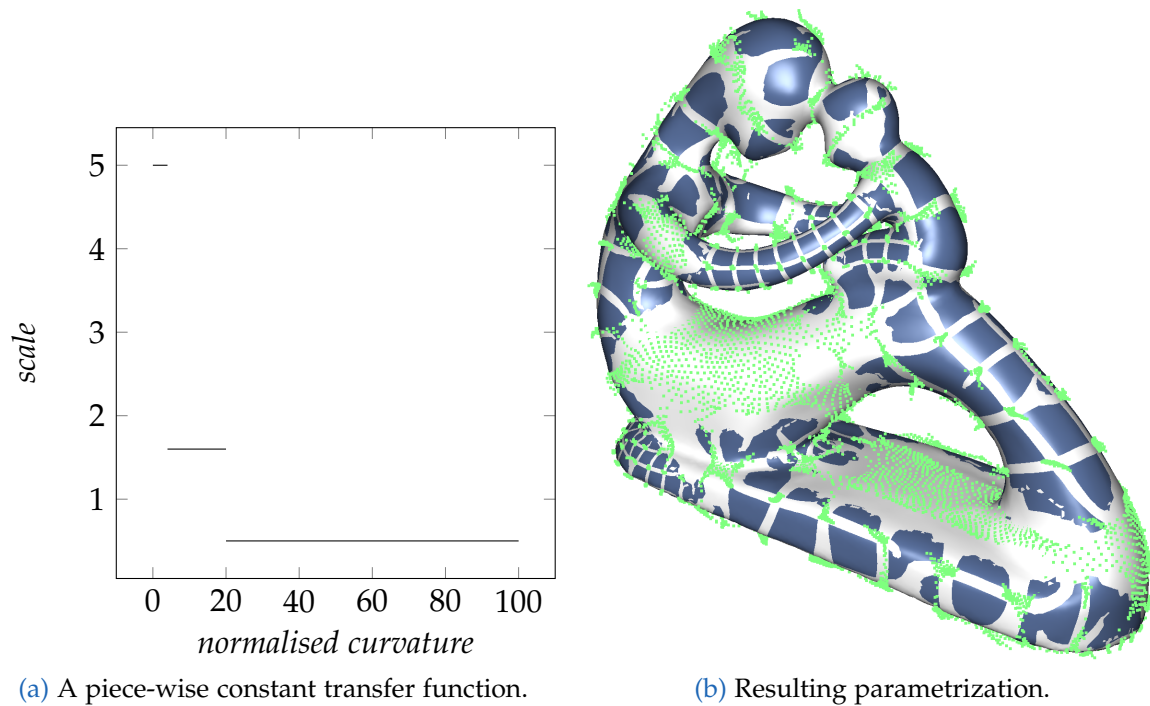 5
4
3
2
1
scale
0 20 40 60 80 100
normalised curvature
(a) A piece-wise constant transfer function.
(b) Resulting parametrization.